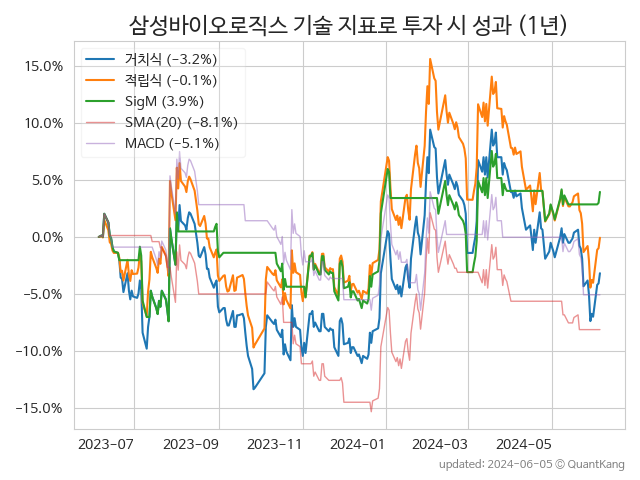 삼성바이오로직스 기술 지표로 투자 시 성과 (1년)
거치식 (−3.2%)
적립식 (−0.1%)
SigM (3.9%)
SMA(20) (−8.1%)
MACD (−5.1%)
15.0%
10.0%
5.0%
0.0%
−5.0%
−10.0%
−15.0%
2023-07 2023-09 2023-11 2024-01 2024-03 2024-05
updated: 2024-06-05 ⓒ QuantKang